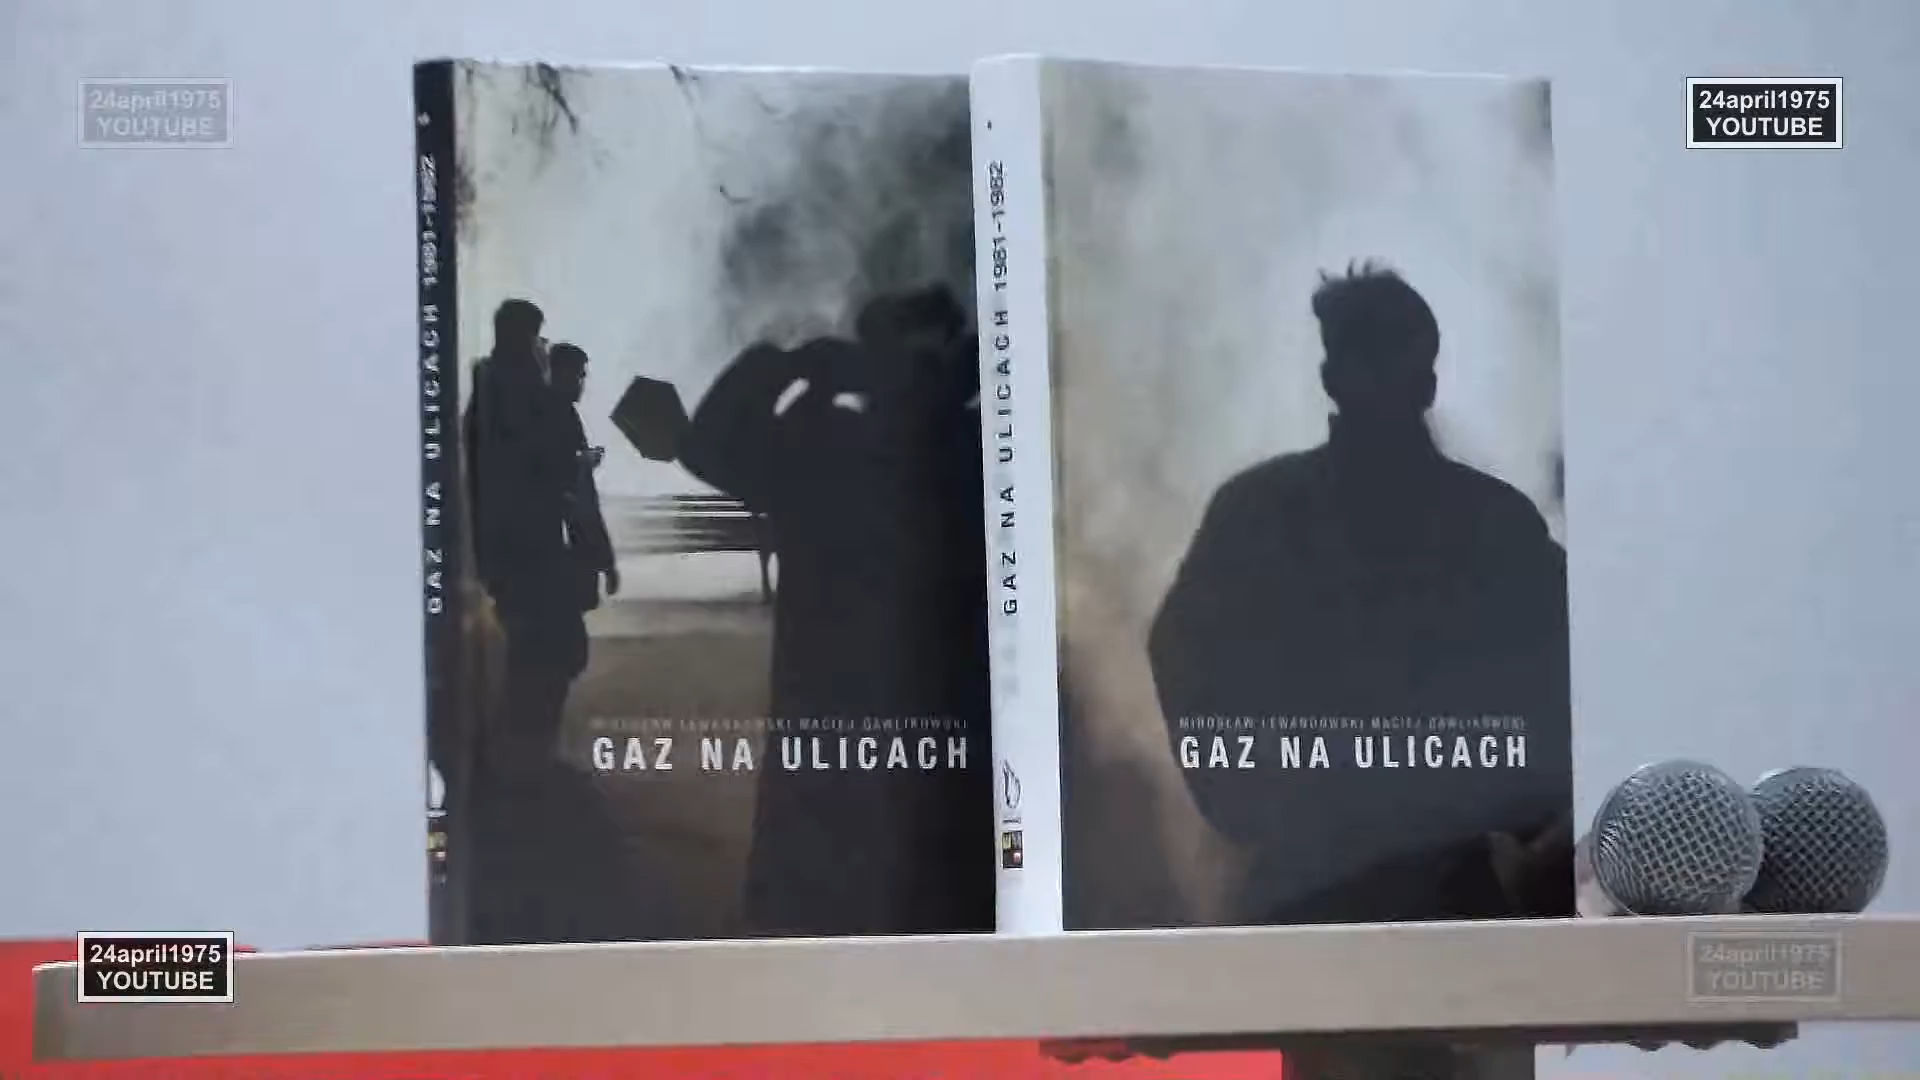 24april1975
YOUTUBE
24april1975
YOUTUBE
GAZ NA ULICACH 1981-1982
GAZ NA ULICACH 1981-1982
MIROSŁAW LEWANDOWSKI MACIEJ GAWLIKOWSKI
GAZ NA ULICACH
MIROSŁAW LEWANDOWSKI MACIEJ GAWLIKOWSKI
GAZ NA ULICACH
24april1975
YOUTUBE
24april1975
YOUTUBE